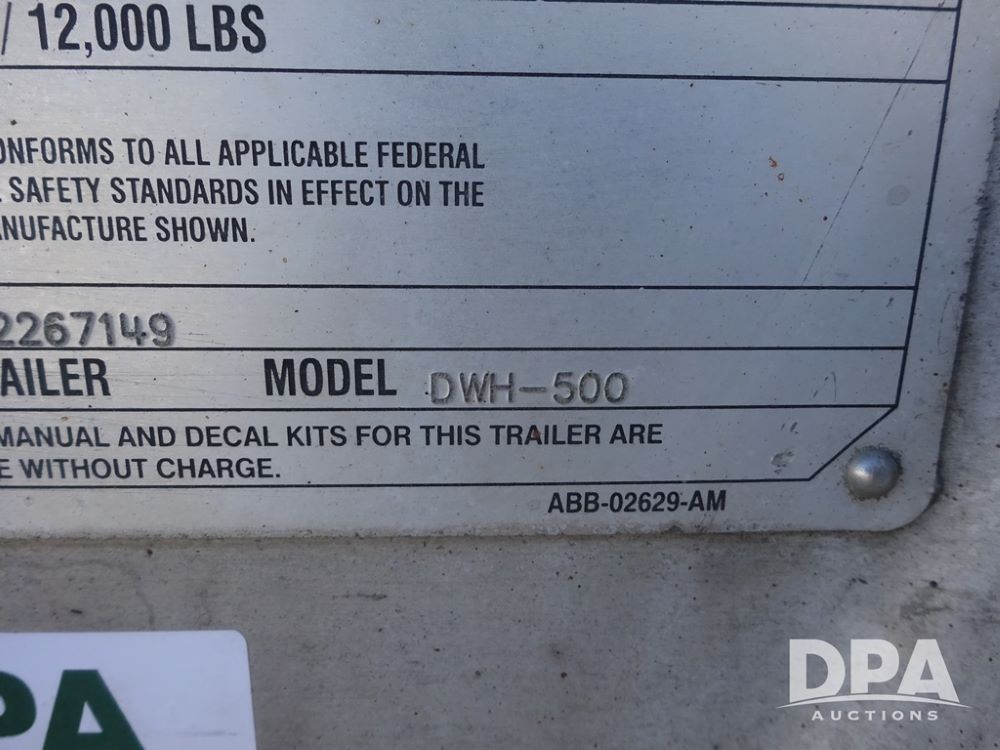 / 12,000 LBS
ONFORMS TO ALL APPLICABLE FEDERAL
SAFETY STANDARDS IN EFFECT ON THE
ANUFACTURE SHOWN.
2267149
AILER MODEL DWH-500
MANUAL AND DECAL KITS FOR THIS TRAILER ARE
E WITHOUT CHARGE.
ABB-02629-AM
PA
DPA
AUCTIONS